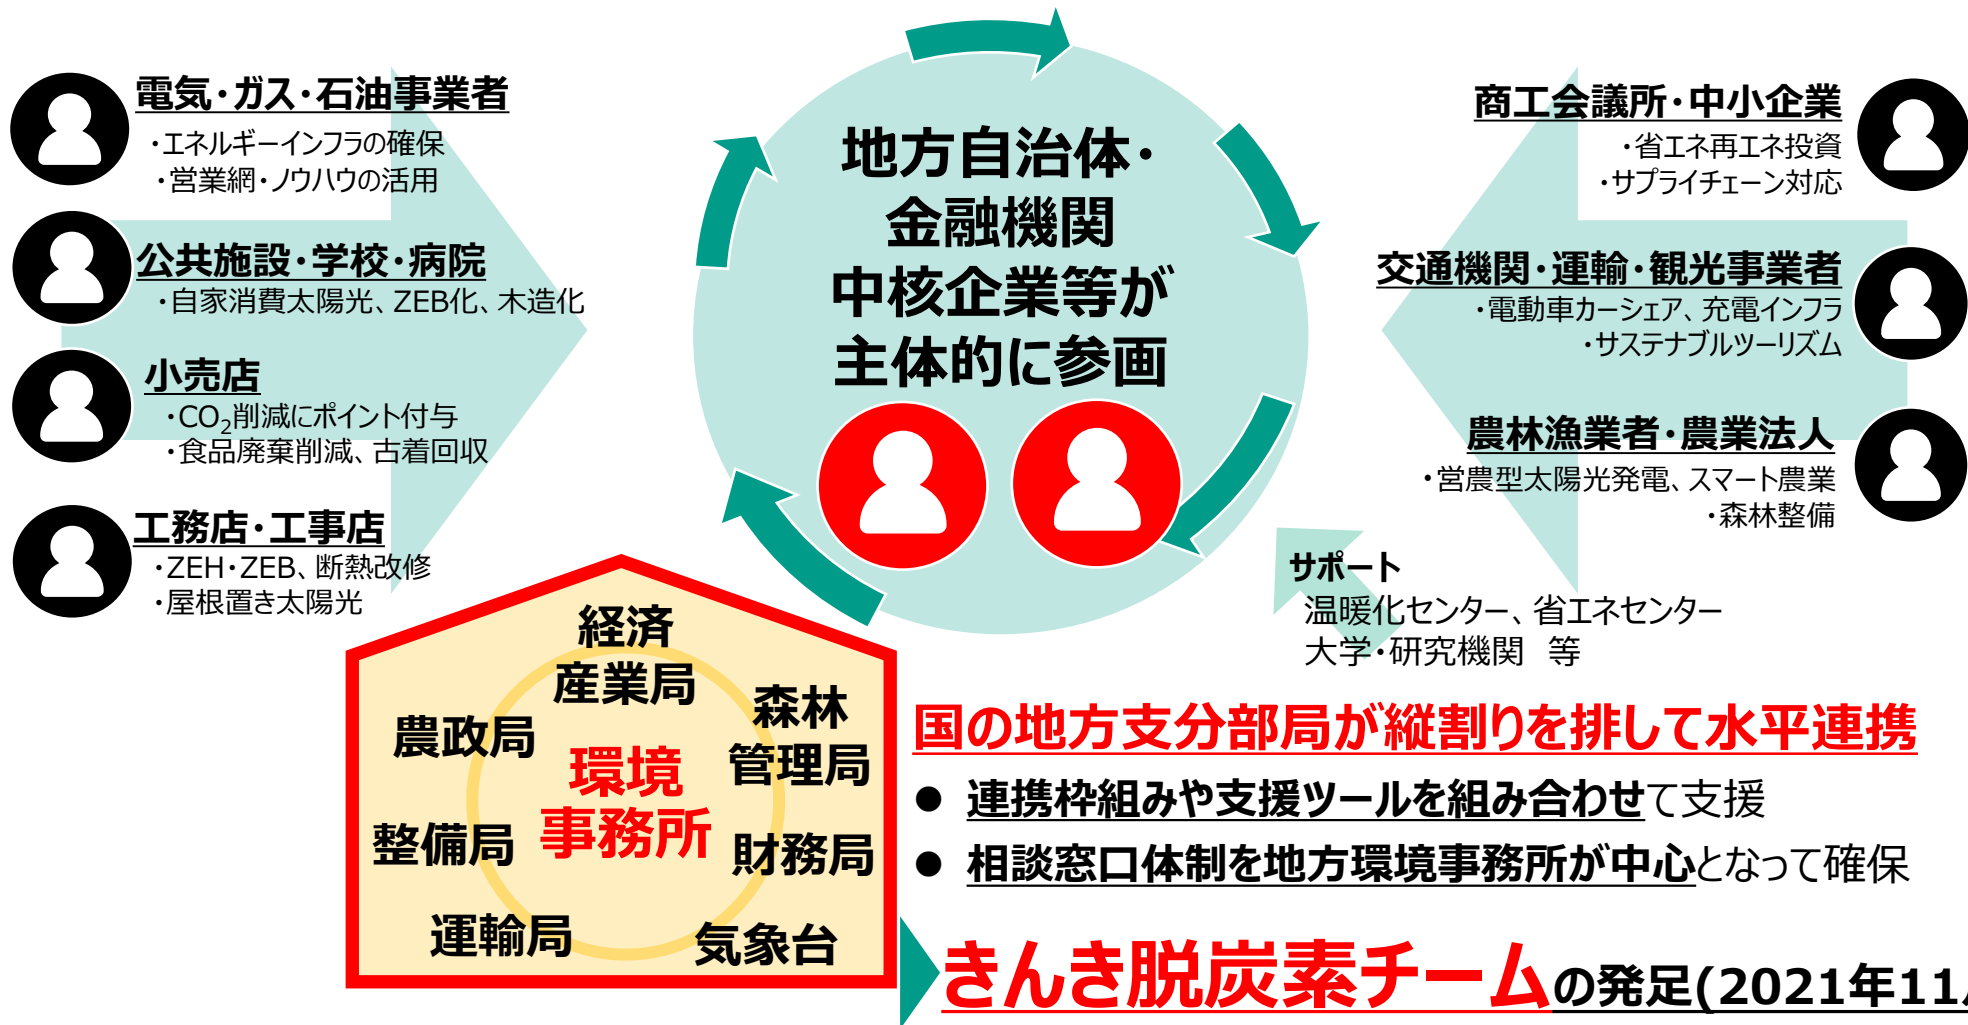 電気・ガス・石油事業者
・エネルギーインフラの確保
・営業網・ノウハウの活用
公共施設・学校・病院
・自家消費太陽光、ZEB化、木造化
小売店
・CO₂削減にポイント付与
・食品廃棄削減、古着回収
工務店・工事店
・ZEH・ZEB、断熱改修
・屋根置き太陽光
地方自治体・
金融機関
中核企業等が
主体的に参画
商工会議所・中小企業
・省エネ再エネ投資
・サプライチェーン対応
交通機関・運輸・観光事業者
・電動車カーシェア、充電インフラ
・サステナブルツーリズム
農林漁業者・農業法人
・営農型太陽光発電、スマート農業
・森林整備
サポート
温暖化センター、省エネセンター
大学・研究機関 等
経済
産業局
農政局
森林
管理局
環境
事務所
整備局
財務局
運輸局
気象台
国の地方支分部局が縦割りを排して水平連携
● 連携枠組みや支援ツールを組み合わせて支援
● 相談窓口体制を地方環境事務所が中心となって確保
きんき脱炭素チームの発足(2021年11月